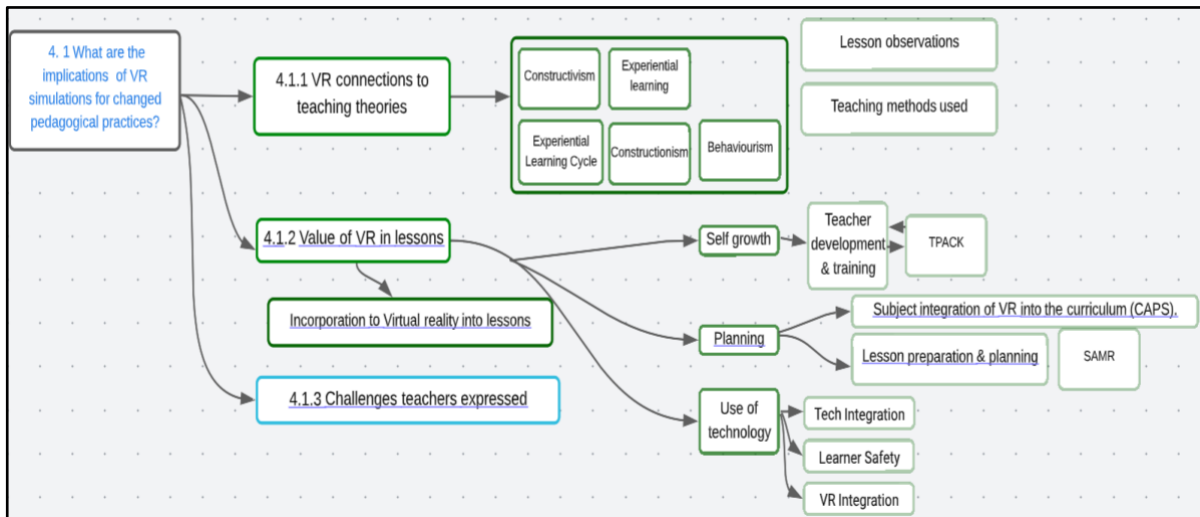 4. 1 What are the
implications of VR
simulations for changed
pedagogical practices?
4.1.1 VR connections to
teaching theories
Constructivism
Experiential
learning
Experiential
Learning Cycle
Constructionism
Behaviourism
Lesson observations
Teaching methods used
4.1.2 Value of VR in lessons
Incorporation to Virtual reality into lessons
Self growth
Teacher
development
& training
TPACK
Planning
Subject integration of VR into the curriculum (CAPS).
Lesson preparation & planning
SAMR
Use of
technology
Tech Integration
Learner Safety
VR Integration
4.1.3 Challenges teachers expressed